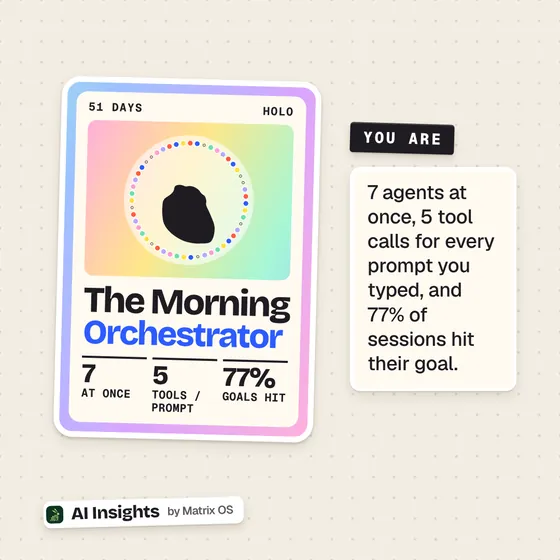 51 DAYS
HOLO
The Morning
Orchestrator
7
AT ONCE
5
TOOLS /
PROMPT
77%
GOALS HIT
YOU ARE
7 agents at
once, 5 tool
calls for every
prompt you
typed, and
77% of
sessions hit
their goal.
AI Insights by Matrix OS